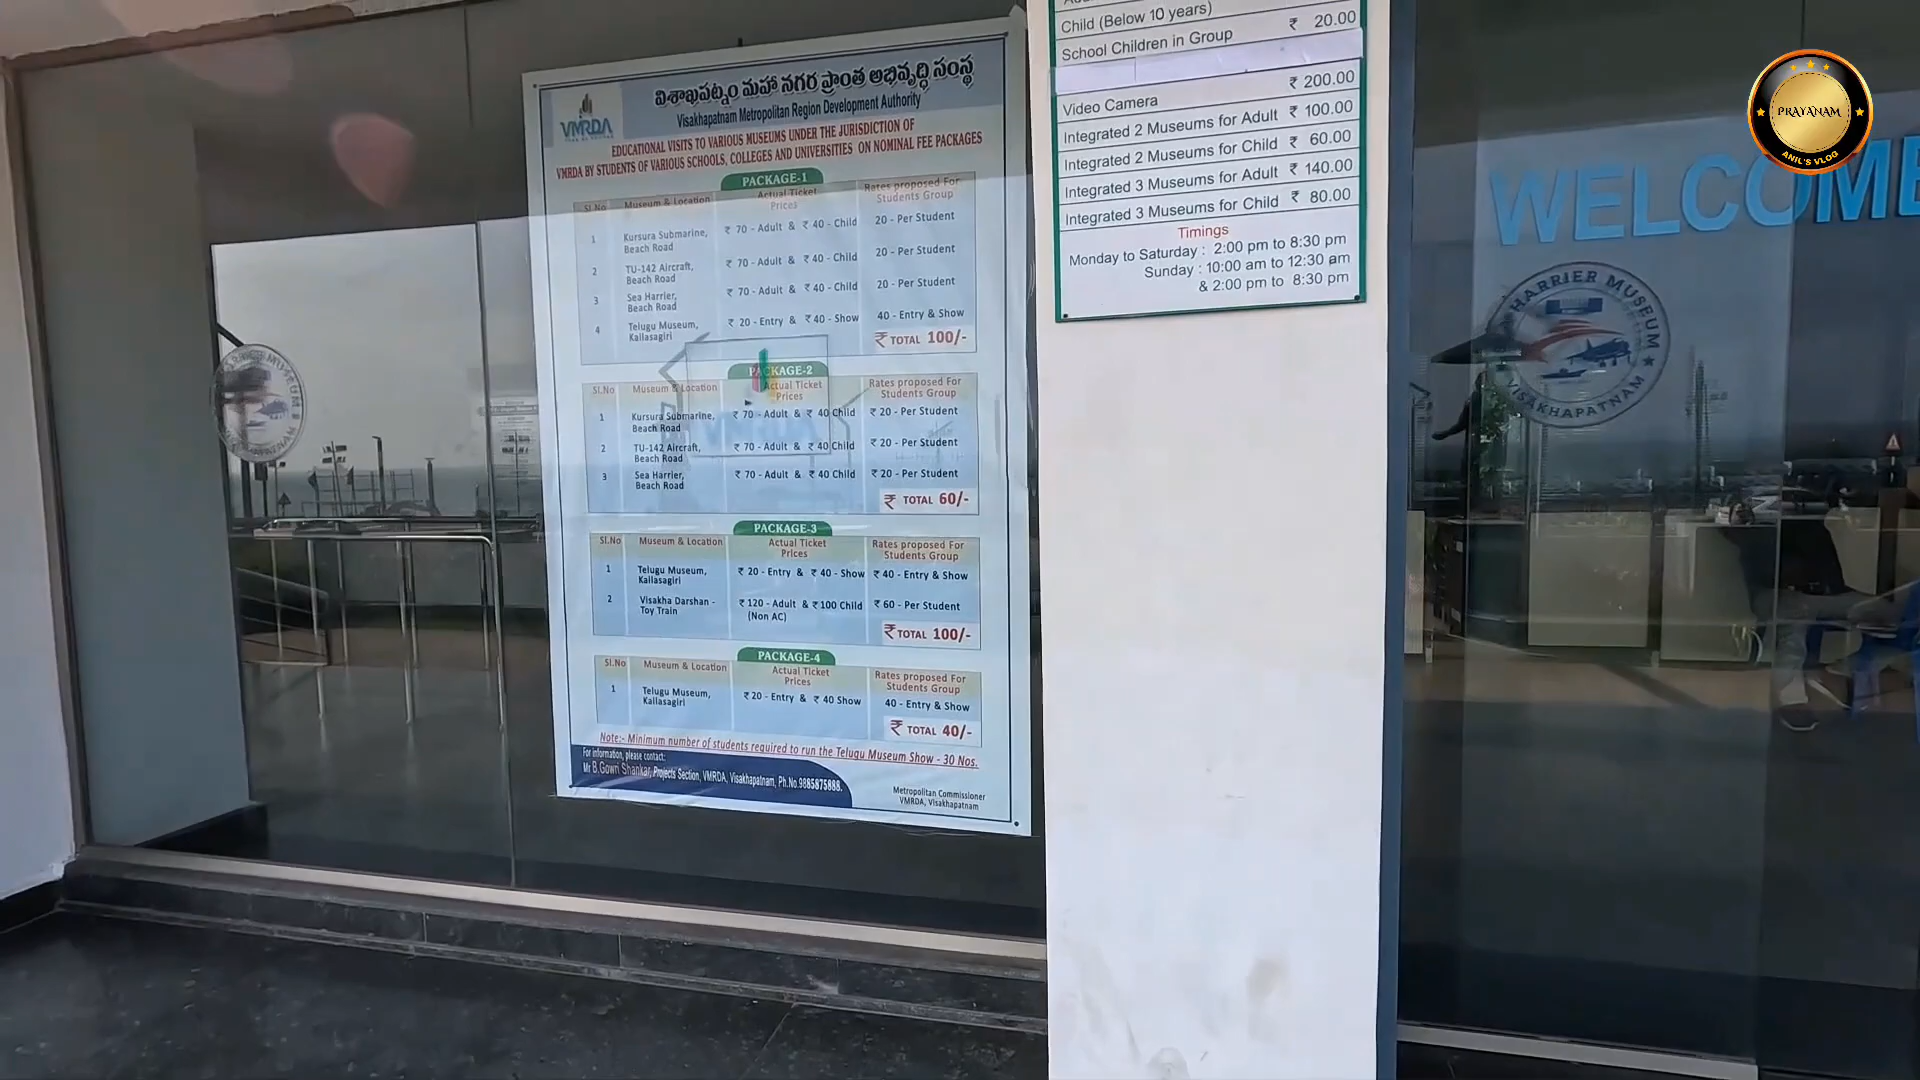 విశాఖపట్నం మహా నగర ప్రాంత అభివృద్ధి సంస్థ
Visakhapatnam Metropolitan Region Development Authority
VMRDA
EDUCATIONAL VISITS TO VARIOUS MUSEUMS UNDER THE JURISDICTION OF
VMRDA BY STUDENTS OF VARIOUS SCHOOLS, COLLEGES AND UNIVERSITIES ON NOMINAL FEE PACKAGES
PACKAGE-1
Sl.No Museum & Location Actual Ticket Prices Rates proposed For Students Group
1 Kursura Submarine, Beach Road ₹ 70 - Adult & ₹ 40 - Child 20 - Per Student
2 TU-142 Aircraft, Beach Road ₹ 70 - Adult & ₹ 40 - Child 20 - Per Student
3 Sea Harrier, Beach Road ₹ 70 - Adult & ₹ 40 - Child 20 - Per Student
4 Telugu Museum, Kailasagiri ₹ 20 - Entry & ₹ 40 - Show 40 - Entry & Show
₹ TOTAL 100/-
PACKAGE-2
Sl.No Museum & Location Actual Ticket Prices Rates proposed For Students Group
1 Kursura Submarine, Beach Road ₹ 70 - Adult & ₹ 40 Child ₹ 20 - Per Student
2 TU-142 Aircraft, Beach Road ₹ 70 - Adult & ₹ 40 Child ₹ 20 - Per Student
3 Sea Harrier, Beach Road ₹ 70 - Adult & ₹ 40 Child ₹ 20 - Per Student
₹ TOTAL 60/-
PACKAGE-3
Sl.No Museum & Location Actual Ticket Prices Rates proposed For Students Group
1 Telugu Museum, Kailasagiri ₹ 20 - Entry & ₹ 40 - Show ₹ 40 - Entry & Show
2 Visakha Darshan - Toy Train ₹ 120 - Adult & ₹ 100 Child (Non AC) ₹ 60 - Per Student
₹ TOTAL 100/-
PACKAGE-4
Sl.No Museum & Location Actual Ticket Prices Rates proposed For Students Group
1 Telugu Museum, Kailasagiri ₹ 20 - Entry & ₹ 40 Show 40 - Entry & Show
₹ TOTAL 40/-
Note:- Minimum number of students required to run the Telugu Museum Show - 30 Nos.
For information, please contact:
Mr B.Gowri Shankar, Projects Section, VMRDA, Visakhapatnam, Ph.No.9885875888.
Metropolitan Commissioner
VMRDA, Visakhapatnam
Child (Below 10 years)
School Children in Group ₹ 20.00
Video Camera ₹ 200.00
Integrated 2 Museums for Adult ₹ 100.00
Integrated 2 Museums for Child ₹ 60.00
Integrated 3 Museums for Adult ₹ 140.00
Integrated 3 Museums for Child ₹ 80.00
Timings
Monday to Saturday : 2:00 pm to 8:30 pm
Sunday : 10:00 am to 12:30 am
& 2:00 pm to 8:30 pm
WELCOME
HARRIER MUSEUM
VISAKHAPATNAM
PRAYANAM
ANIL'S VLOG